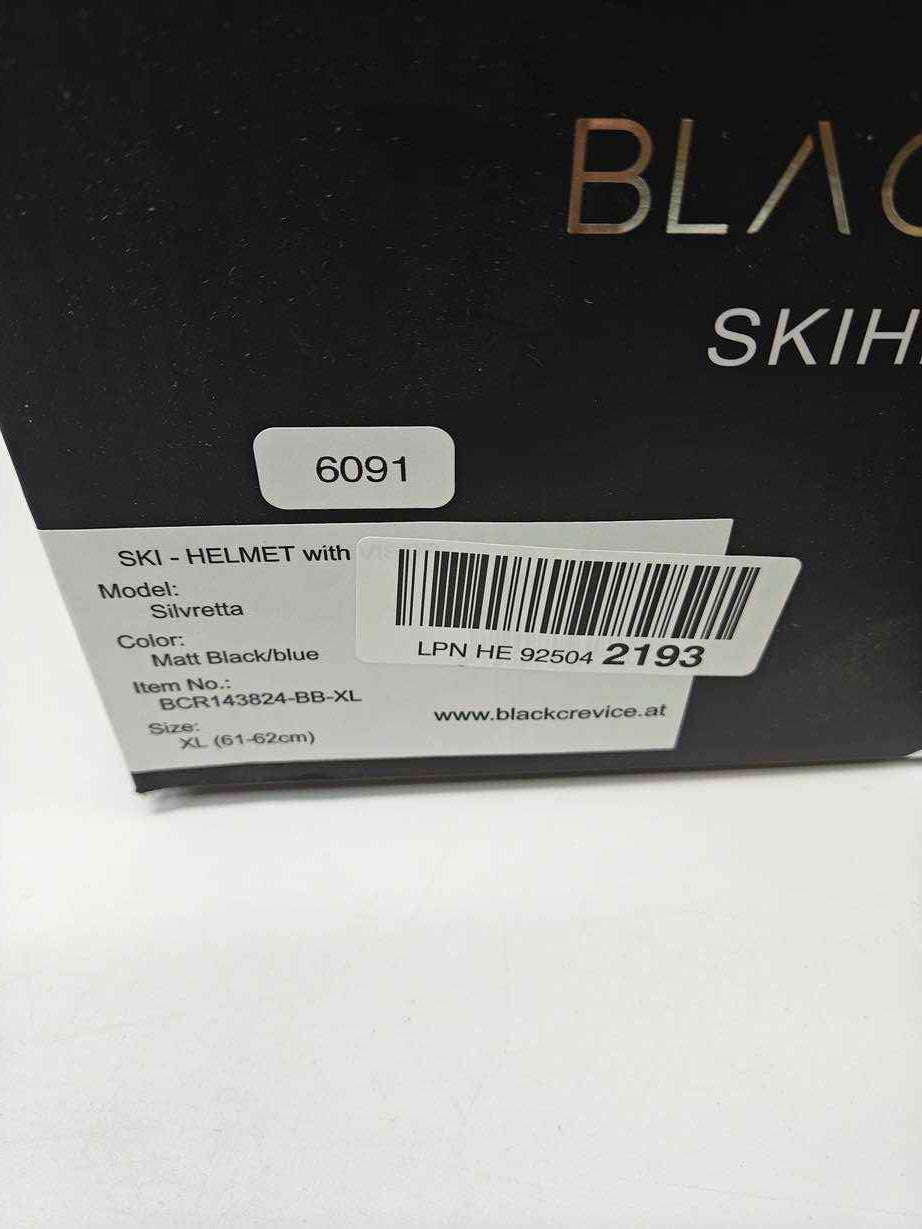 BLAC
SKIH
6091
SKI - HELMET with
Model:
Silvretta
Color:
Matt Black/blue
Item No.:
BCR143824-BB-XL
Size:
XL (61-62cm)
LPN HE 92504 2193
www.blackcrevice.at